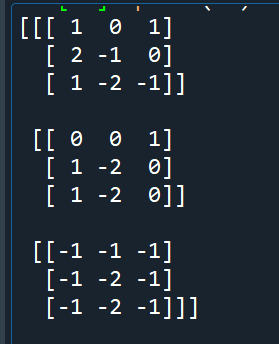 [[[ 1  0  1]
  [ 2 -1  0]
  [ 1 -2 -1]]

 [[ 0  0  1]
  [ 1 -2  0]
  [ 1 -2  0]]

 [[-1 -1 -1]
  [-1 -2 -1]
  [-1 -2 -1]]]